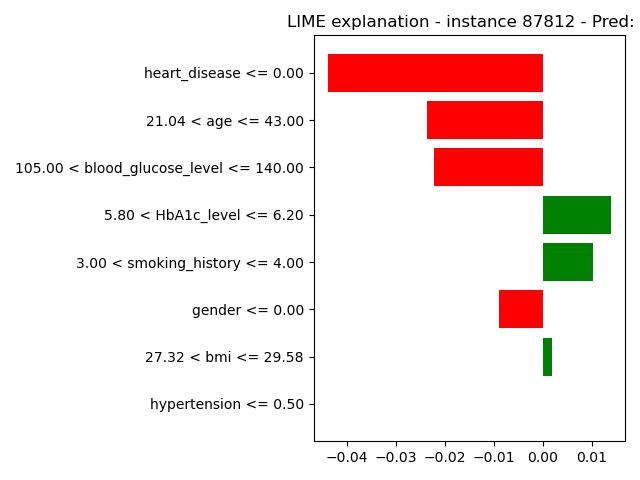 LIME explanation - instance 87812 - Pred:
heart_disease <= 0.00
21.04 < age <= 43.00
105.00 < blood_glucose_level <= 140.00
5.80 < HbA1c_level <= 6.20
3.00 < smoking_history <= 4.00
gender <= 0.00
27.32 < bmi <= 29.58
hypertension <= 0.50
−0.04 −0.03 −0.02 −0.01 0.00 0.01